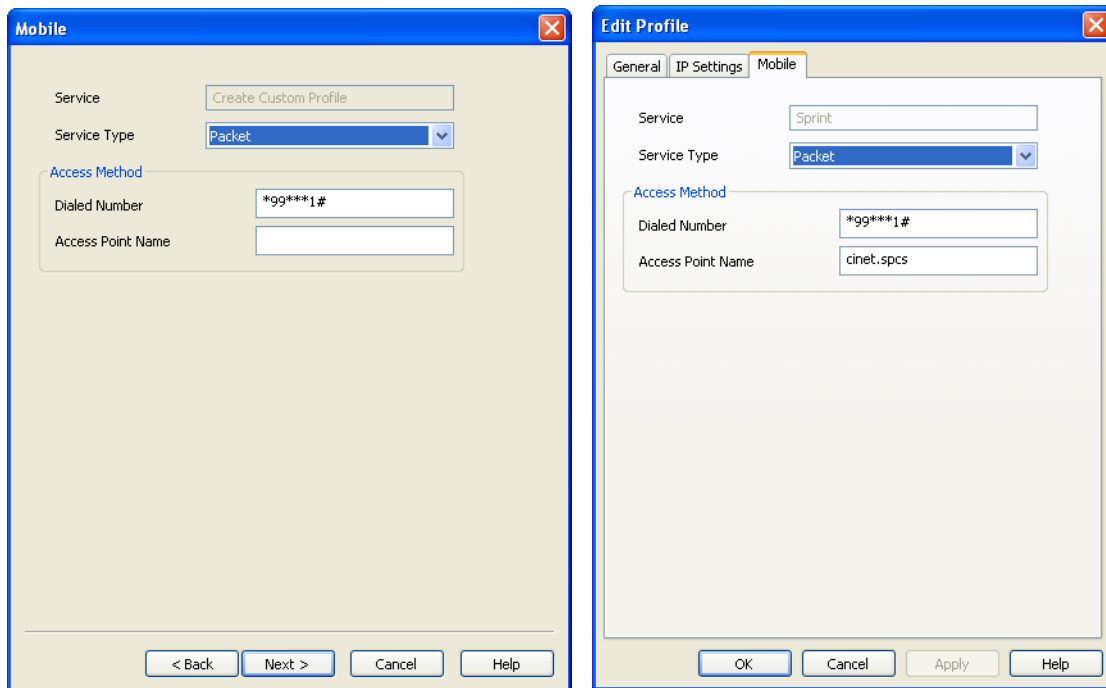 Mobile
Service
Create Custom Profile
Service Type
Packet
Access Method
Dialed Number
*99***1#
Access Point Name
< Back
Next >
Cancel
Help
Edit Profile
General
IP Settings
Mobile
Service
Sprint
Service Type
Packet
Access Method
Dialed Number
*99***1#
Access Point Name
cinet.spcs
OK
Cancel
Apply
Help